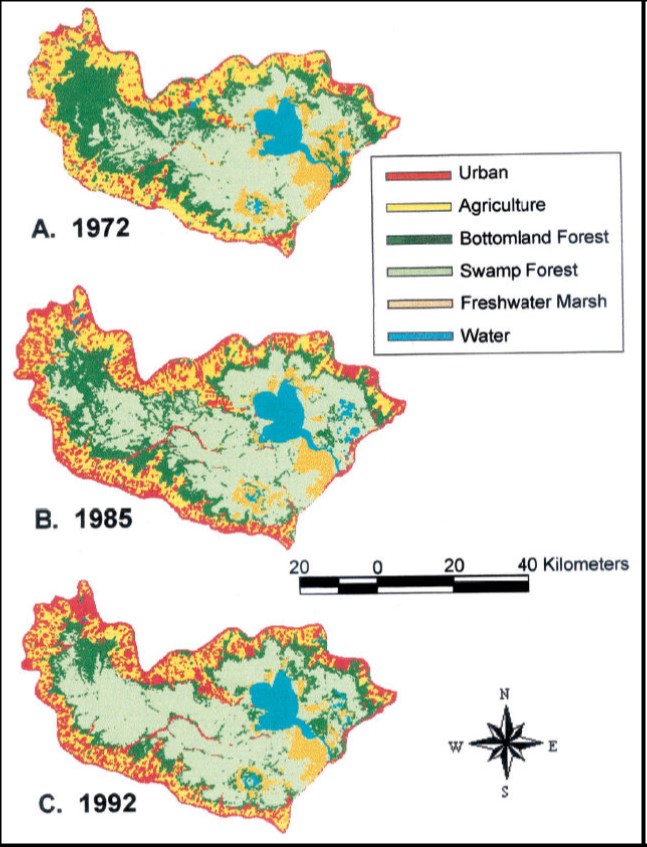 A. 1972
Urban
Agriculture
Bottomland Forest
Swamp Forest
Freshwater Marsh
Water
B. 1985
20 0 20 40 Kilometers
C. 1992
N
W E
S